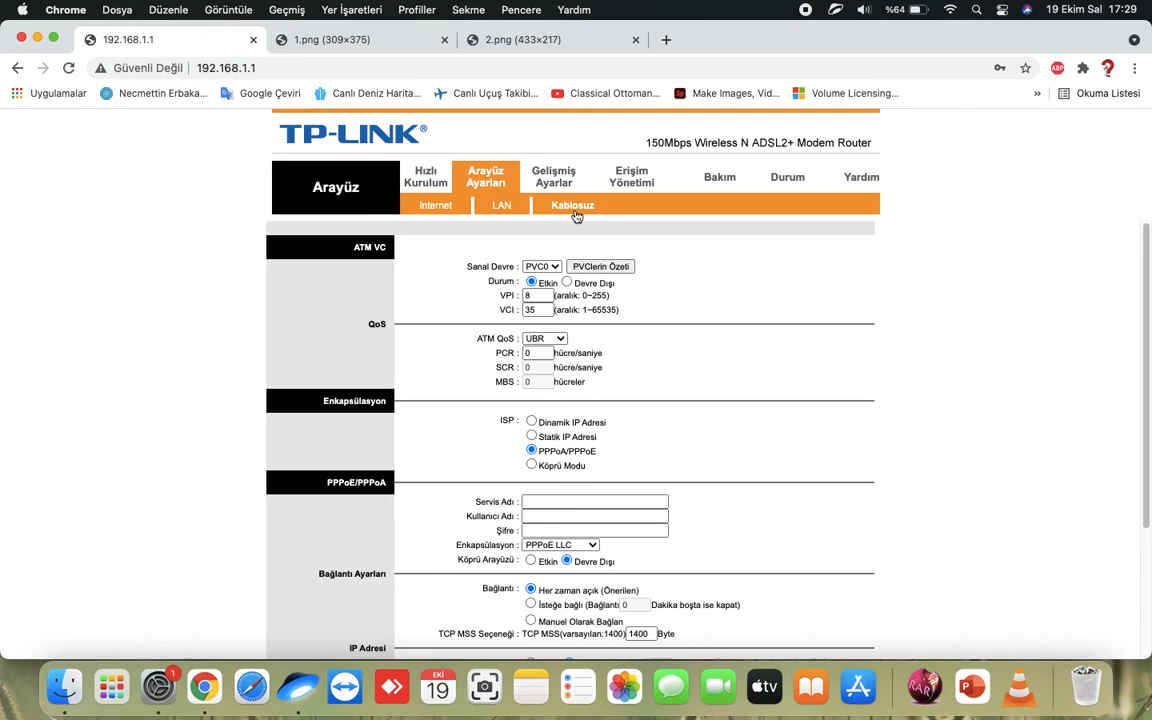 Chrome Dosya Düzenle Görüntüle Geçmiş Yer İşaretleri Profiller Sekme Pencere Yardım %64 19 Ekim Sal 17:29
192.168.1.1 1.png (309×375) 2.png (433×217)
Güvenli Değil 192.168.1.1 ABP
Uygulamalar Necmettin Erbaka... Google Çeviri Canlı Deniz Harita... Canlı Uçuş Takibi... Classical Ottoman... Sp Make Images, Vid... Volume Licensing... » Okuma Listesi
TP-LINK®
150Mbps Wireless N ADSL2+ Modem Router
Arayüz
Hızlı Kurulum
Arayüz Ayarları
Gelişmiş Ayarlar
Erişim Yönetimi
Bakım
Durum
Yardım
Internet LAN Kablosuz
ATM VC
Sanal Devre : PVC0 PVClerin Özeti
Durum : Etkin Devre Dışı
VPI : 8 (aralık: 0~255)
VCI : 35 (aralık: 1~65535)
QoS
ATM QoS : UBR
PCR : 0 hücre/saniye
SCR : 0 hücre/saniye
MBS : 0 hücreler
Enkapsülasyon
ISP : Dinamik IP Adresi
Statik IP Adresi
PPPoA/PPPoE
Köprü Modu
PPPoE/PPPoA
Servis Adı :
Kullanıcı Adı :
Şifre :
Enkapsülasyon : PPPoE LLC
Köprü Arayüzü : Etkin Devre Dışı
Bağlantı Ayarları
Bağlantı : Her zaman açık (Önerilen)
İsteğe bağlı (Bağlantı 0 Dakika boşta ise kapat)
Manuel Olarak Bağlan
TCP MSS Seçeneği : TCP MSS(varsayılan:1400) 1400 Byte
IP Adresi
1
EKİ
19
tv
RAR
P